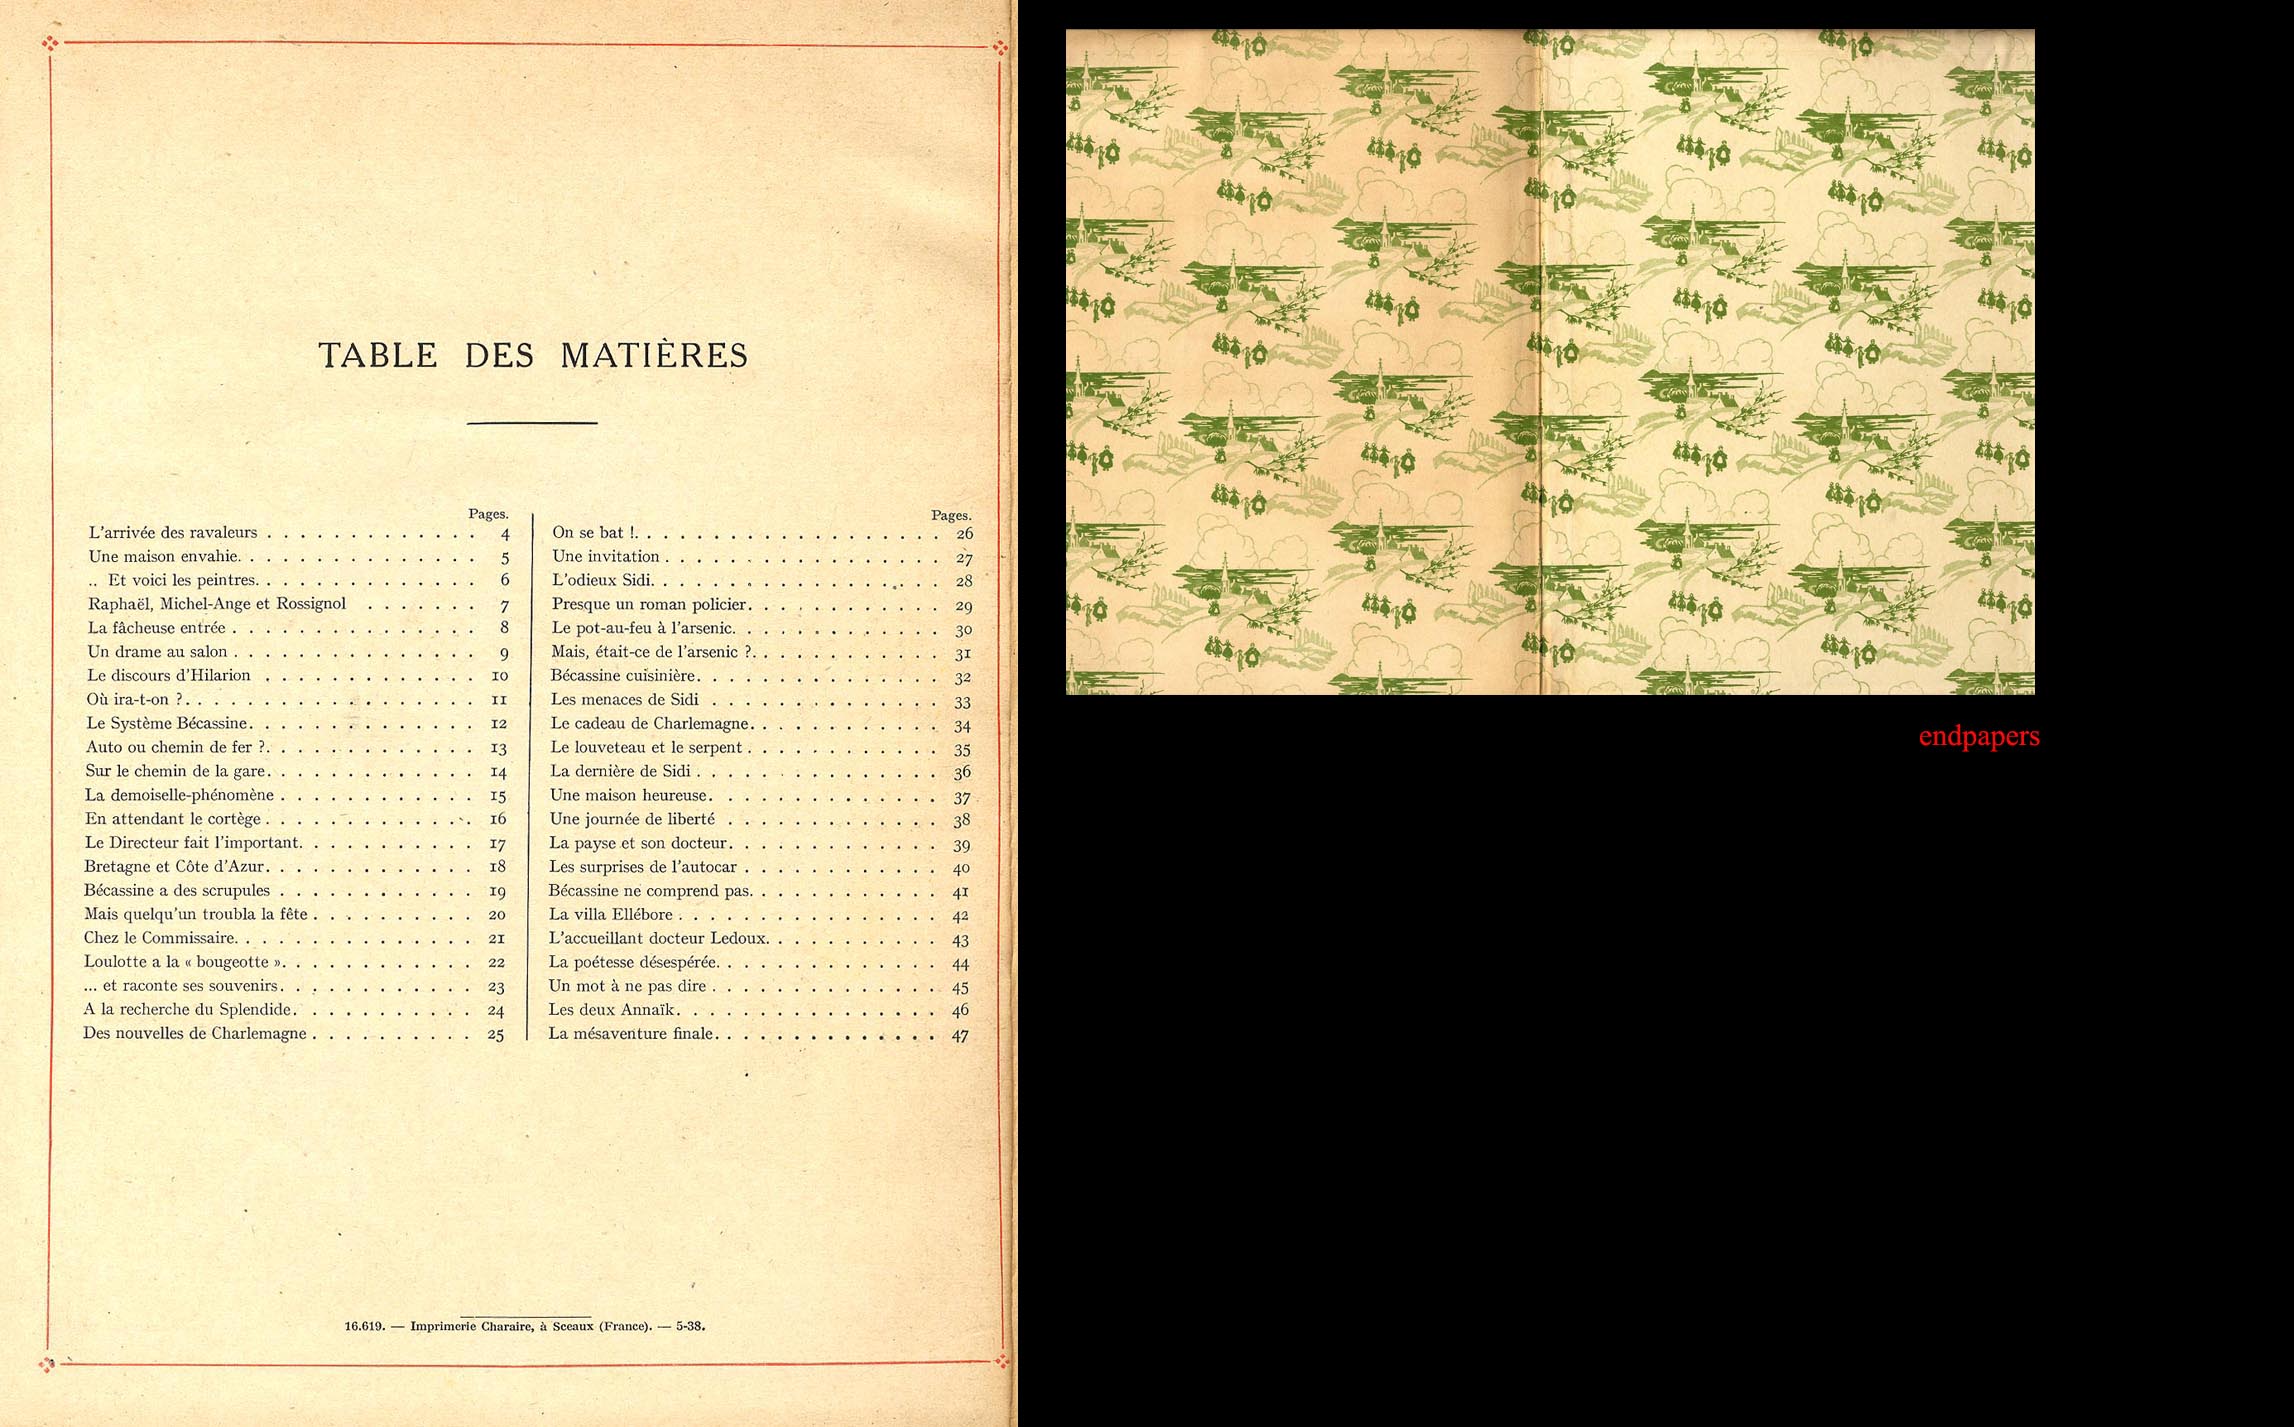 TABLE DES MATIÈRES
Pages.
L'arrivée des ravaleurs . . . . . . . . . . . . . 4
Une maison envahie. . . . . . . . . . . . . . . 5
.. Et voici les peintres. . . . . . . . . . . . . . 6
Raphaël, Michel-Ange et Rossignol . . . . . . . 7
La fâcheuse entrée . . . . . . . . . . . . . . . 8
Un drame au salon . . . . . . . . . . . . . . . 9
Le discours d'Hilarion . . . . . . . . . . . . . 10
Où ira-t-on ?. . . . . . . . . . . . . . . . . . 11
Le Système Bécassine. . . . . . . . . . . . . . 12
Auto ou chemin de fer ?. . . . . . . . . . . . . 13
Sur le chemin de la gare. . . . . . . . . . . . . 14
La demoiselle-phénomène . . . . . . . . . . . . 15
En attendant le cortège . . . . . . . . . . . . . 16
Le Directeur fait l'important. . . . . . . . . . . 17
Bretagne et Côte d'Azur. . . . . . . . . . . . . 18
Bécassine a des scrupules . . . . . . . . . . . . 19
Mais quelqu'un troubla la fête . . . . . . . . . . 20
Chez le Commissaire. . . . . . . . . . . . . . . 21
Loulotte a la « bougeotte ». . . . . . . . . . . . 22
... et raconte ses souvenirs. . . . . . . . . . . . 23
A la recherche du Splendide. . . . . . . . . . . 24
Des nouvelles de Charlemagne . . . . . . . . . . 25
Pages.
On se bat !. . . . . . . . . . . . . . . . . . . 26
Une invitation . . . . . . . . . . . . . . . . . 27
L'odieux Sidi. . . . . . . . . . . . . . . . . . 28
Presque un roman policier. . . . . . . . . . . . 29
Le pot-au-feu à l'arsenic. . . . . . . . . . . . . 30
Mais, était-ce de l'arsenic ?. . . . . . . . . . . . 31
Bécassine cuisinière. . . . . . . . . . . . . . . 32
Les menaces de Sidi . . . . . . . . . . . . . . 33
Le cadeau de Charlemagne. . . . . . . . . . . . 34
Le louveteau et le serpent . . . . . . . . . . . . 35
La dernière de Sidi . . . . . . . . . . . . . . . 36
Une maison heureuse. . . . . . . . . . . . . . 37
Une journée de liberté . . . . . . . . . . . . . 38
La payse et son docteur. . . . . . . . . . . . . 39
Les surprises de l'autocar . . . . . . . . . . . . 40
Bécassine ne comprend pas. . . . . . . . . . . . 41
La villa Ellébore . . . . . . . . . . . . . . . . 42
L'accueillant docteur Ledoux. . . . . . . . . . . 43
La poétesse désespérée. . . . . . . . . . . . . . 44
Un mot à ne pas dire . . . . . . . . . . . . . . 45
Les deux Annaïk. . . . . . . . . . . . . . . . . 46
La mésaventure finale. . . . . . . . . . . . . . 47
16.619. — Imprimerie Charaire, à Sceaux (France). — 5-38.
endpapers